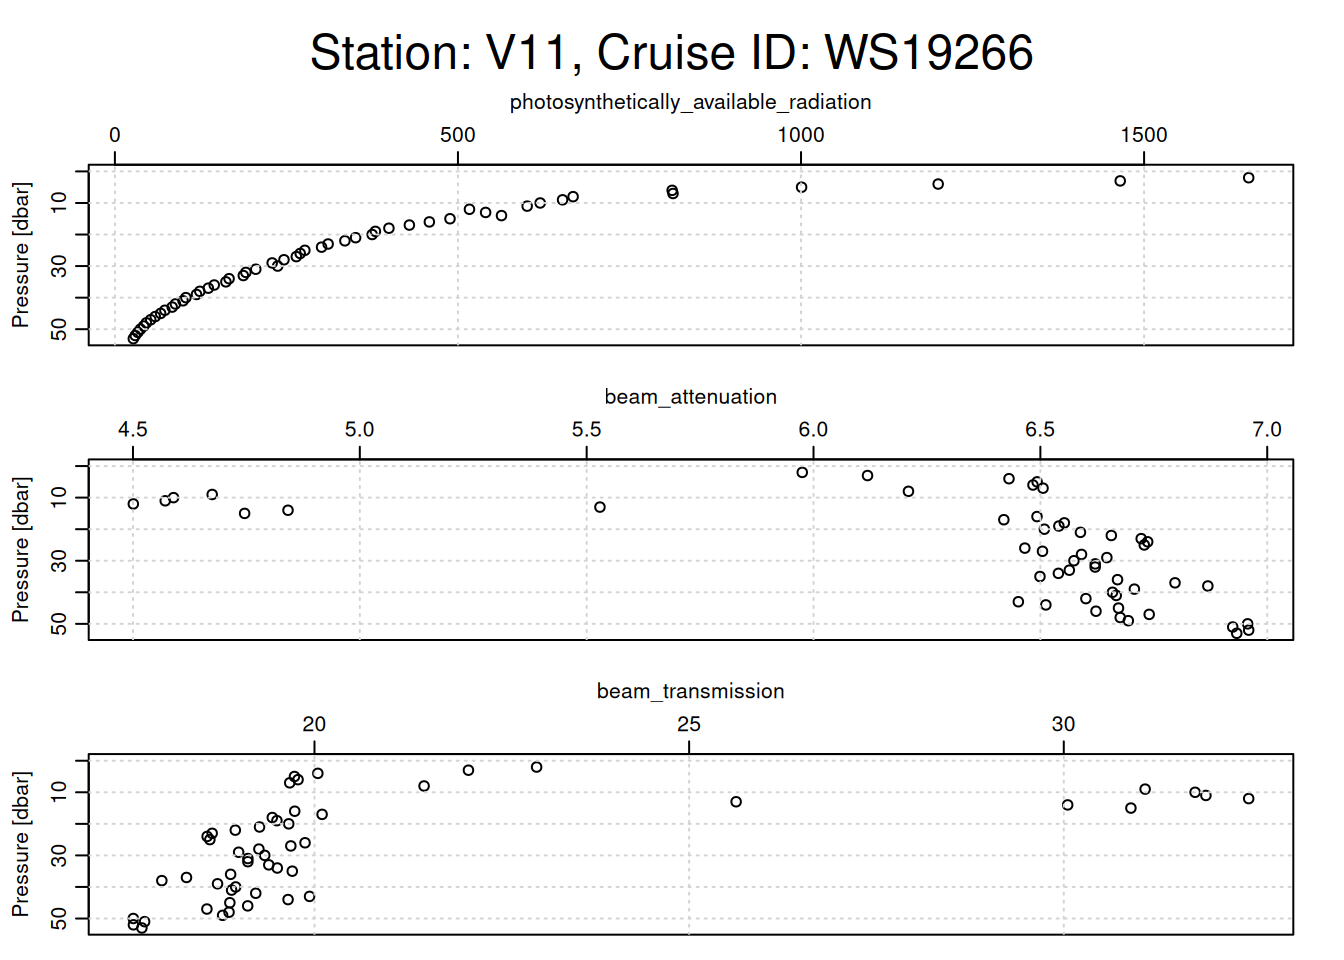 Station: V11, Cruise ID: WS19266
photosynthetically_available_radiation
0 500 1000 1500
Pressure [dbar]
10
30
50
beam_attenuation
4.5 5.0 5.5 6.0 6.5 7.0
Pressure [dbar]
10
30
50
beam_transmission
20 25 30
Pressure [dbar]
10
30
50